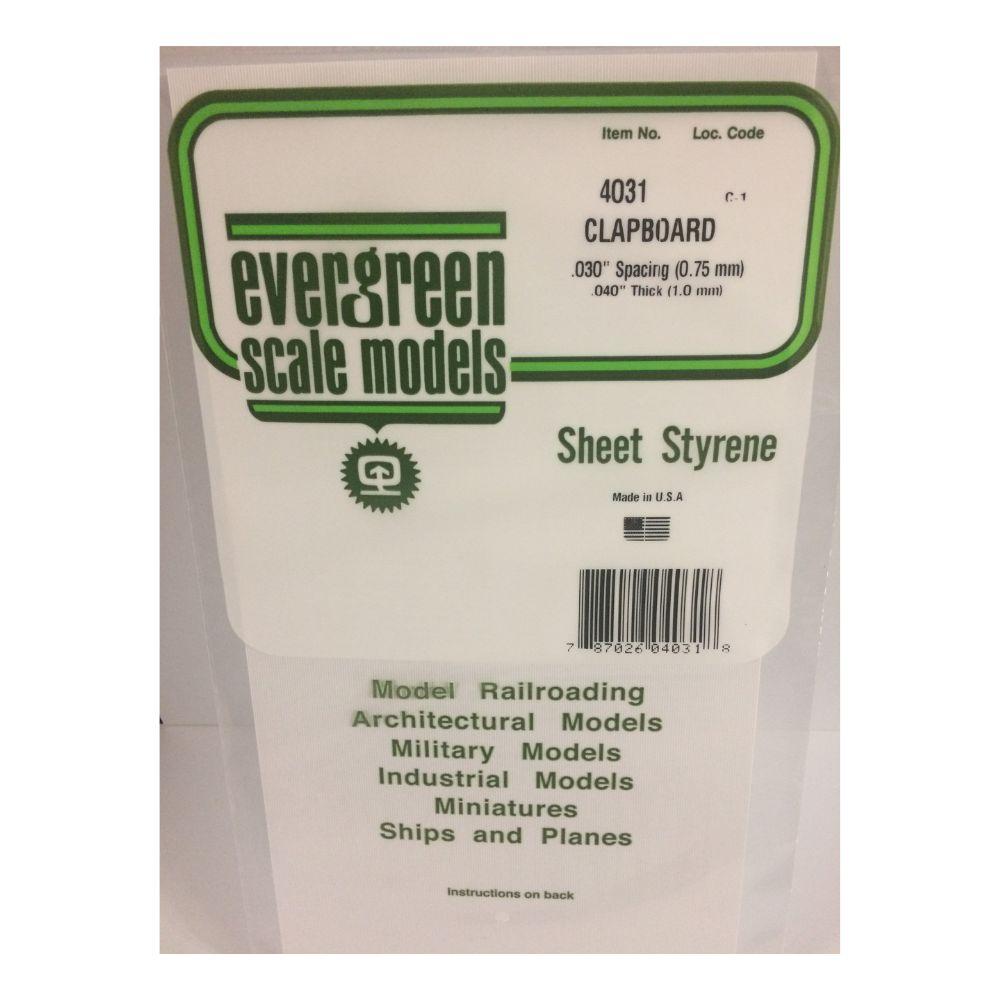 Item No. Loc. Code
4031 C-1
CLAPBOARD
.030" Spacing (0.75 mm)
.040" Thick (1.0 mm)
evergreen
scale models
Sheet Styrene
Made in U.S.A
7 87026 04031 8
Model Railroading
Architectural Models
Military Models
Industrial Models
Miniatures
Ships and Planes
Instructions on back